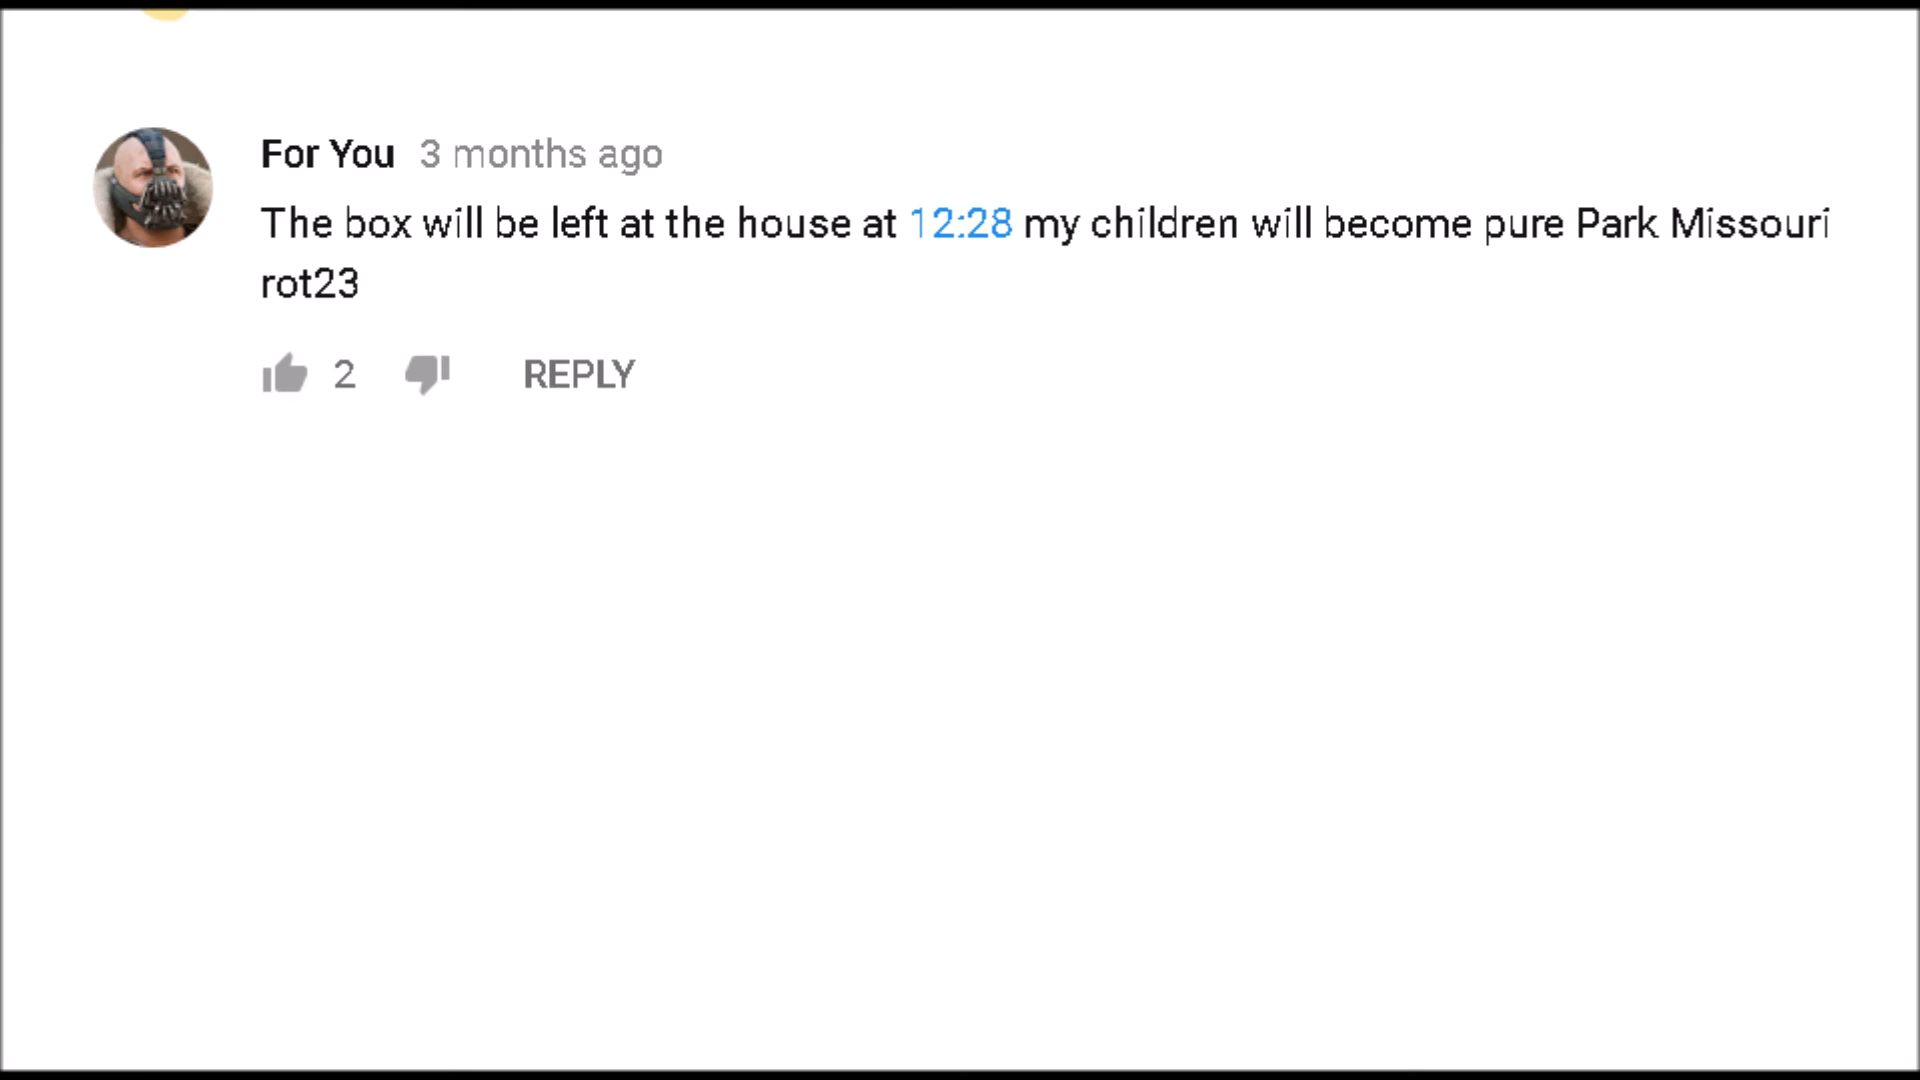 For You 3 months ago
The box will be left at the house at 12:28 my children will become pure Park Missouri
rot23
2 REPLY